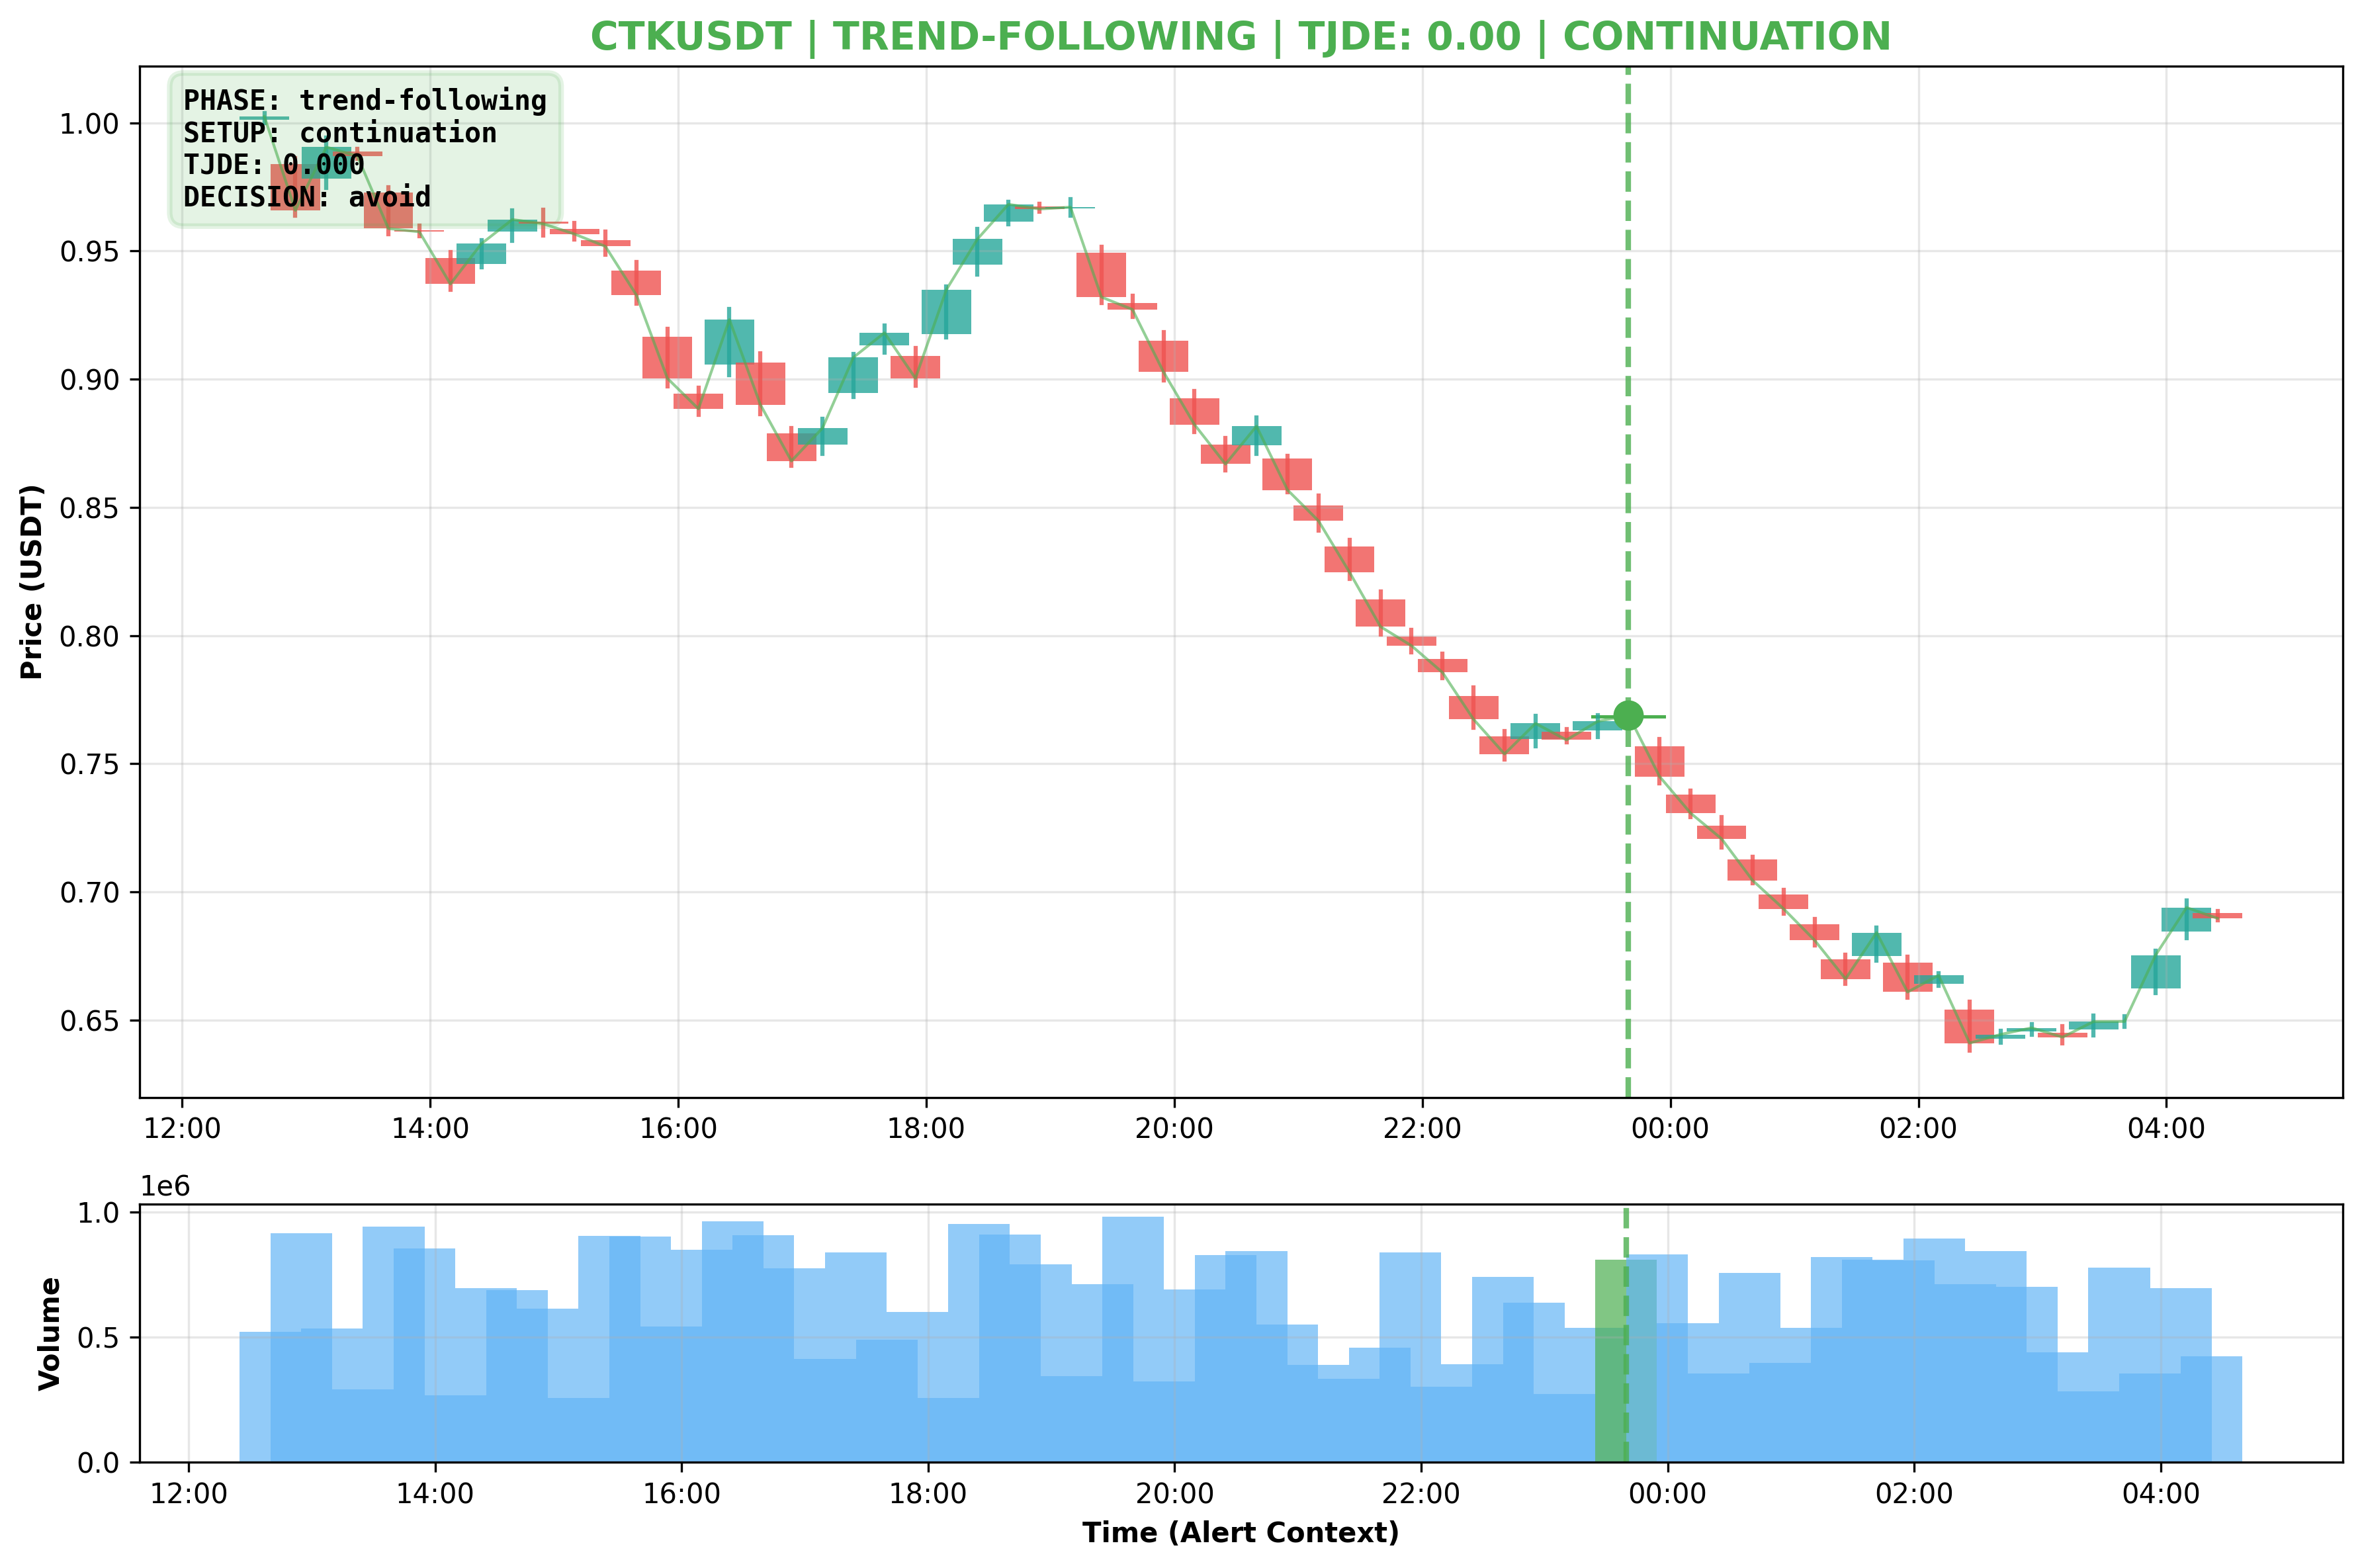 CTKUSDT | TREND-FOLLOWING | TJDE: 0.00 | CONTINUATION
PHASE: trend-following
SETUP: continuation
TJDE: 0.000
DECISION: avoid
Price (USDT)
1.00
0.95
0.90
0.85
0.80
0.75
0.70
0.65
12:00 14:00 16:00 18:00 20:00 22:00 00:00 02:00 04:00
1e6
Volume
1.0
0.5
0.0
12:00 14:00 16:00 18:00 20:00 22:00 00:00 02:00 04:00
Time (Alert Context)